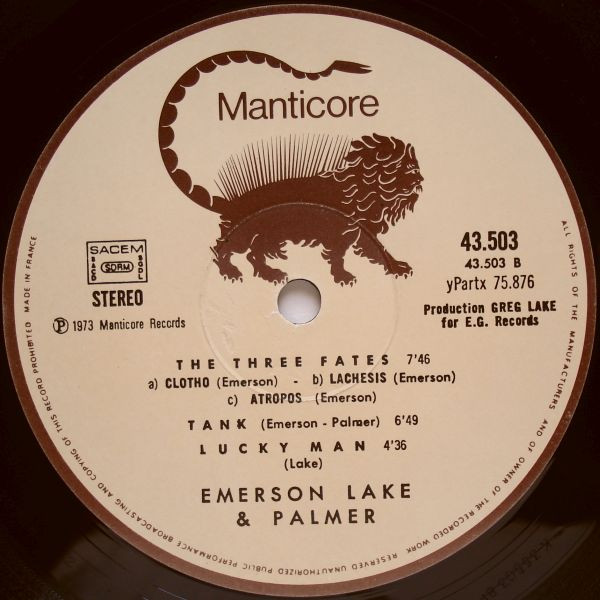 Manticore
SACEM
SACD SDRM SGDL
STEREO
Ⓟ 1973 Manticore Reccrds
43.503
43.503 B
yPartx 75.876
Production GREG LAKE
for E.G. Records
THE THREE FATES 7'46
a) CLOTHO (Emerson) - b) LACHESIS (Emerson)
c) ATROPOS (Emerson)
TANK (Emerson - Palmer) 6'49
LUCKY MAN 4'36
(Lake)
EMERSON LAKE
& PALMER
ALL RIGHTS OF THE MANUFACTURERS AND OF OWNER OF THE RECORDED WORK RESERVED UNAUTHORIZED PUBLIC PERFORMANCE BROADCASTING AND COPYING OF THIS RECORD PROHIBITED MADE IN FRANCE